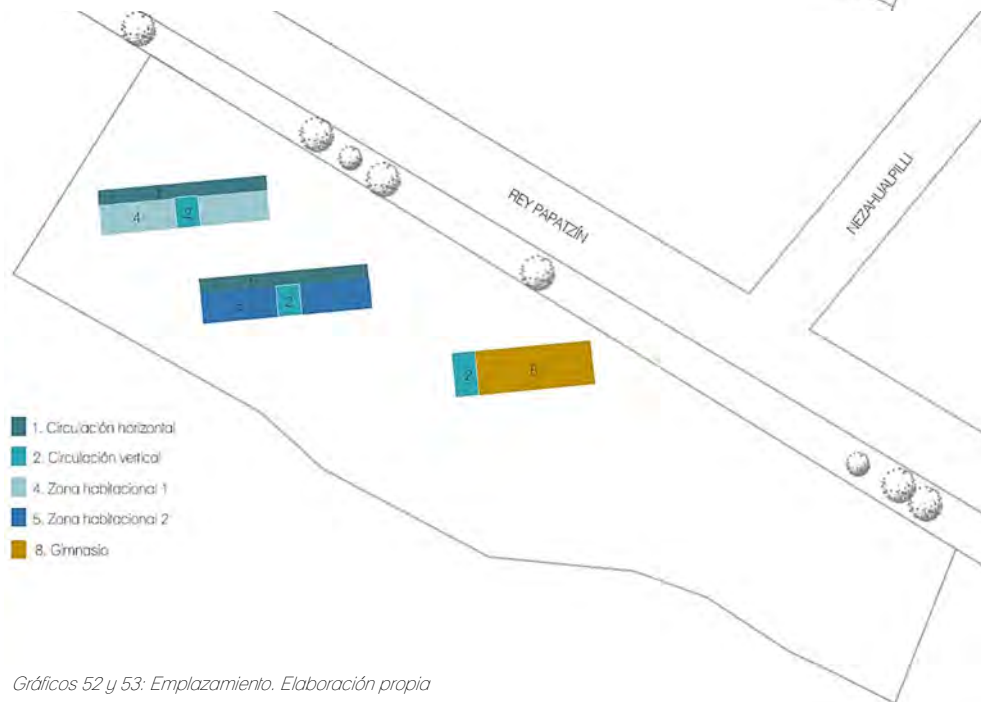 REY PAPATZÍN
NEZAHUALPILLI
4
2
2
2
8
1. Circulación horizontal
2. Circulación vertical
4. Zona habitacional 1
5. Zona habitacional 2
8. Gimnasio
Gráficos 52 y 53: Emplazamiento. Elaboración propia